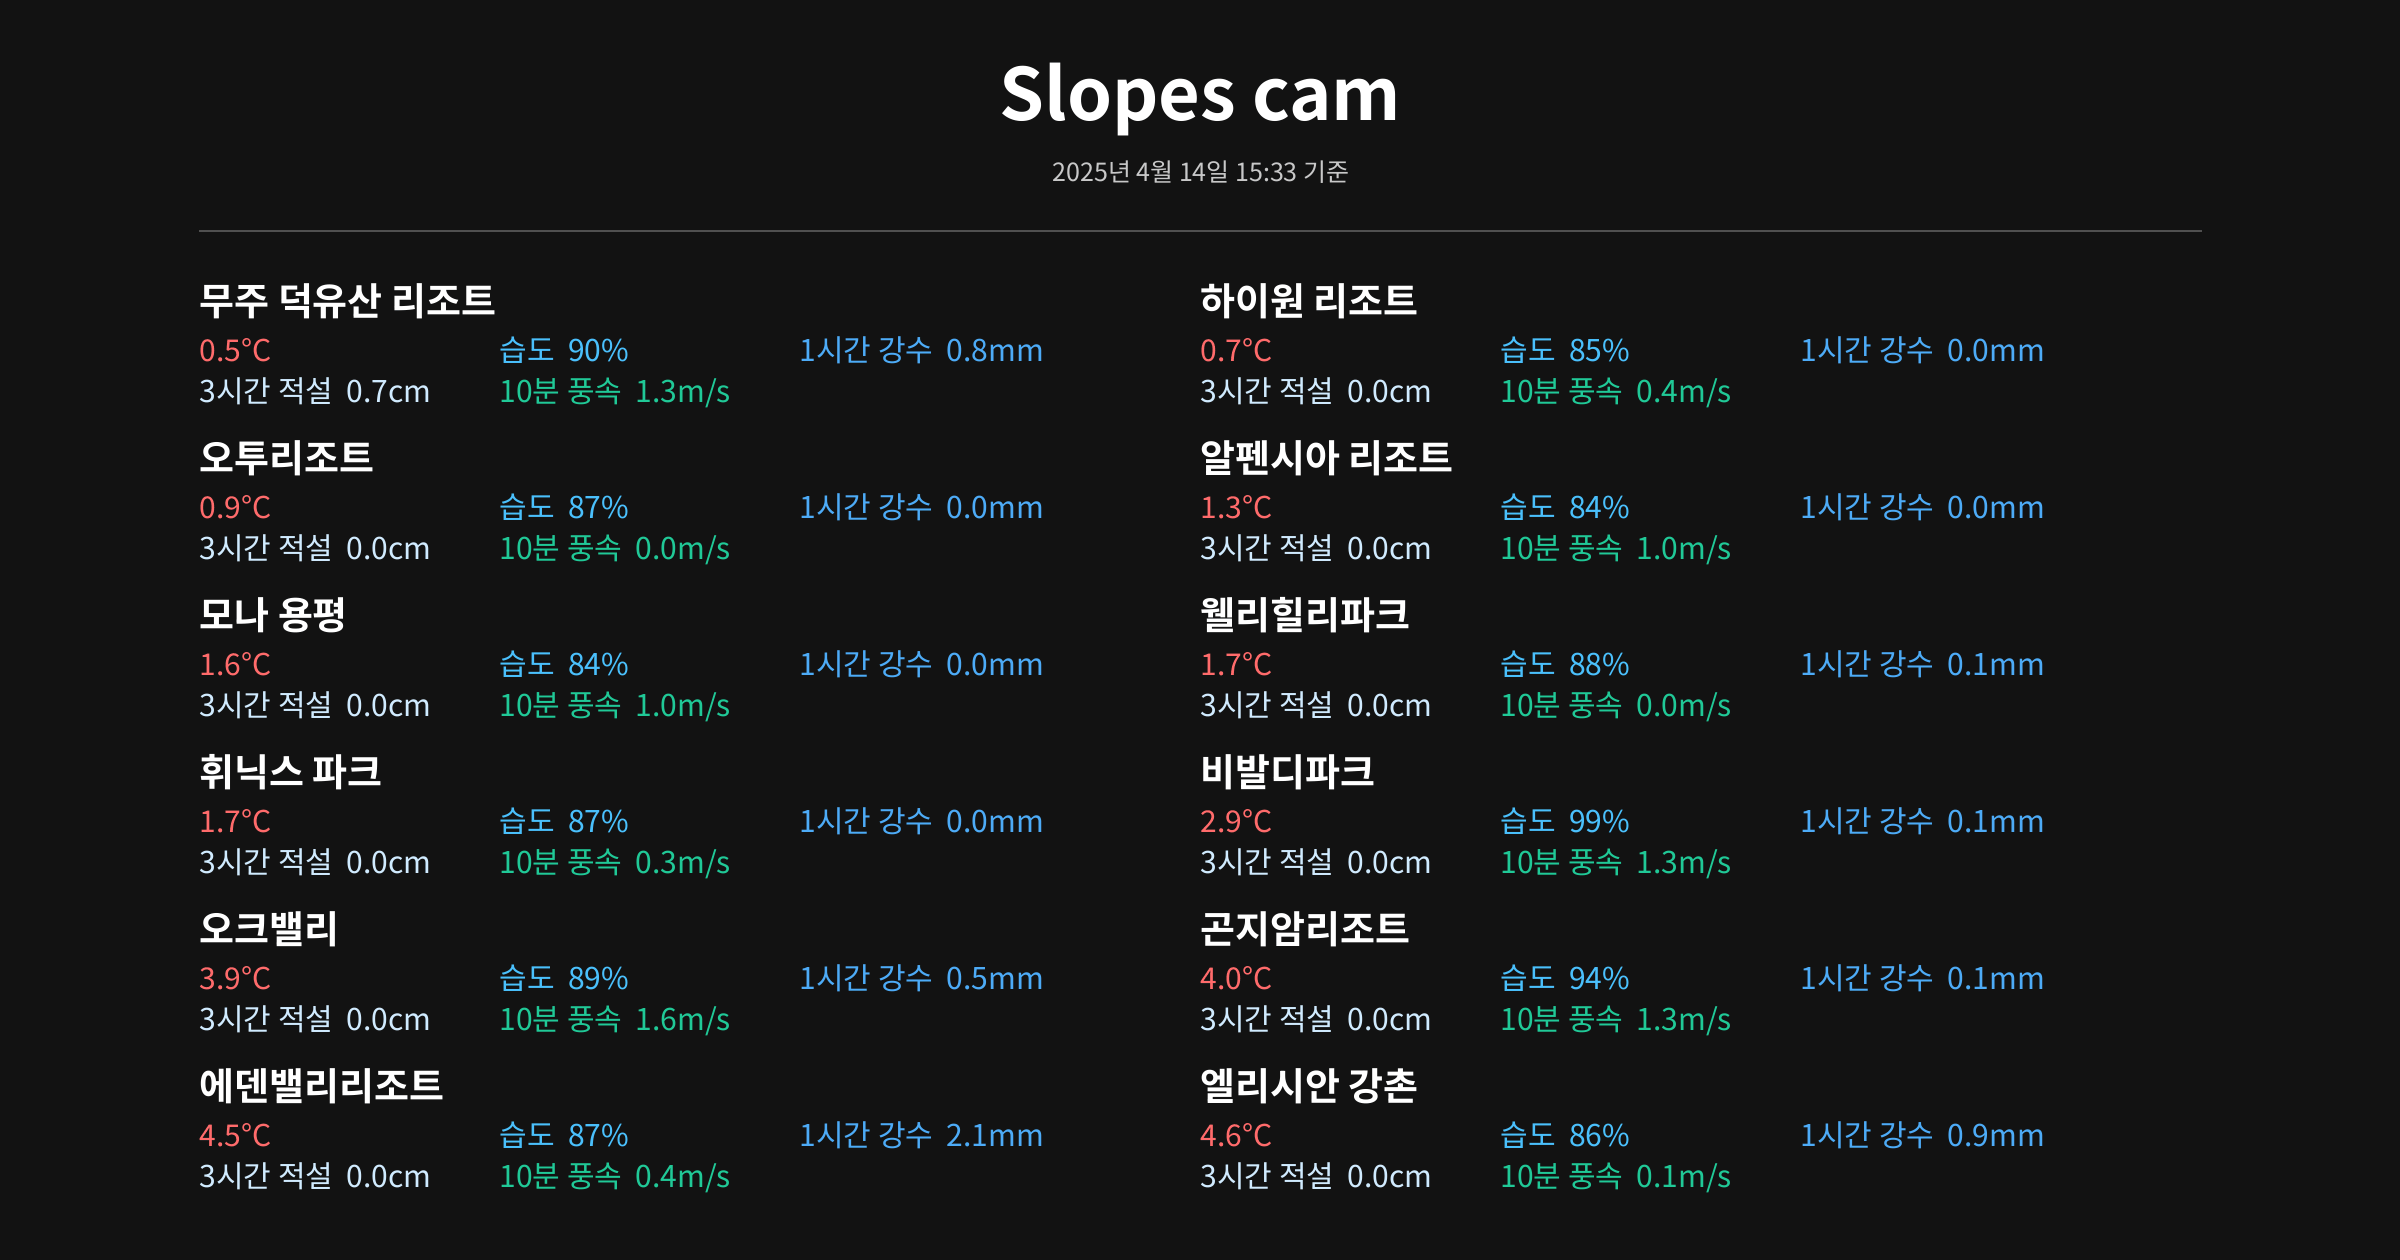 Slopes cam
2025년 4월 14일 15:33 기준
무주 덕유산 리조트
0.5°C 습도 90% 1시간 강수 0.8mm
3시간 적설 0.7cm 10분 풍속 1.3m/s
하이원 리조트
0.7°C 습도 85% 1시간 강수 0.0mm
3시간 적설 0.0cm 10분 풍속 0.4m/s
오투리조트
0.9°C 습도 87% 1시간 강수 0.0mm
3시간 적설 0.0cm 10분 풍속 0.0m/s
알펜시아 리조트
1.3°C 습도 84% 1시간 강수 0.0mm
3시간 적설 0.0cm 10분 풍속 1.0m/s
모나 용평
1.6°C 습도 84% 1시간 강수 0.0mm
3시간 적설 0.0cm 10분 풍속 1.0m/s
웰리힐리파크
1.7°C 습도 88% 1시간 강수 0.1mm
3시간 적설 0.0cm 10분 풍속 0.0m/s
휘닉스 파크
1.7°C 습도 87% 1시간 강수 0.0mm
3시간 적설 0.0cm 10분 풍속 0.3m/s
비발디파크
2.9°C 습도 99% 1시간 강수 0.1mm
3시간 적설 0.0cm 10분 풍속 1.3m/s
오크밸리
3.9°C 습도 89% 1시간 강수 0.5mm
3시간 적설 0.0cm 10분 풍속 1.6m/s
곤지암리조트
4.0°C 습도 94% 1시간 강수 0.1mm
3시간 적설 0.0cm 10분 풍속 1.3m/s
에덴밸리리조트
4.5°C 습도 87% 1시간 강수 2.1mm
3시간 적설 0.0cm 10분 풍속 0.4m/s
엘리시안 강촌
4.6°C 습도 86% 1시간 강수 0.9mm
3시간 적설 0.0cm 10분 풍속 0.1m/s